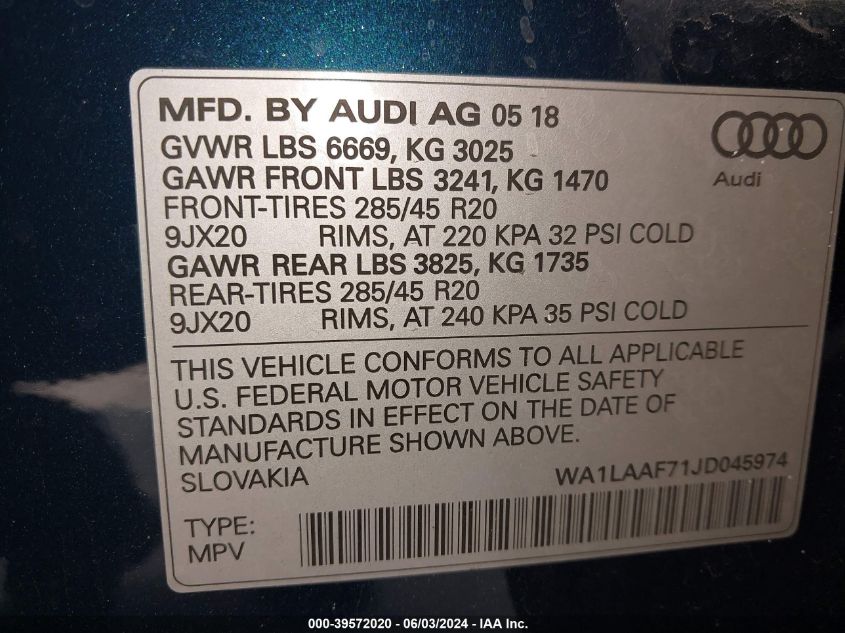 MFD. BY AUDI AG 05 18
GVWR LBS 6669, KG 3025
GAWR FRONT LBS 3241, KG 1470
FRONT-TIRES 285/45 R20
9JX20 RIMS, AT 220 KPA 32 PSI COLD
GAWR REAR LBS 3825, KG 1735
REAR-TIRES 285/45 R20
9JX20 RIMS, AT 240 KPA 35 PSI COLD
Audi
THIS VEHICLE CONFORMS TO ALL APPLICABLE
U.S. FEDERAL MOTOR VEHICLE SAFETY
STANDARDS IN EFFECT ON THE DATE OF
MANUFACTURE SHOWN ABOVE.
SLOVAKIA WA1LAAF71JD045974
TYPE:
MPV
000-39572020 - 06/03/2024 - IAA Inc.